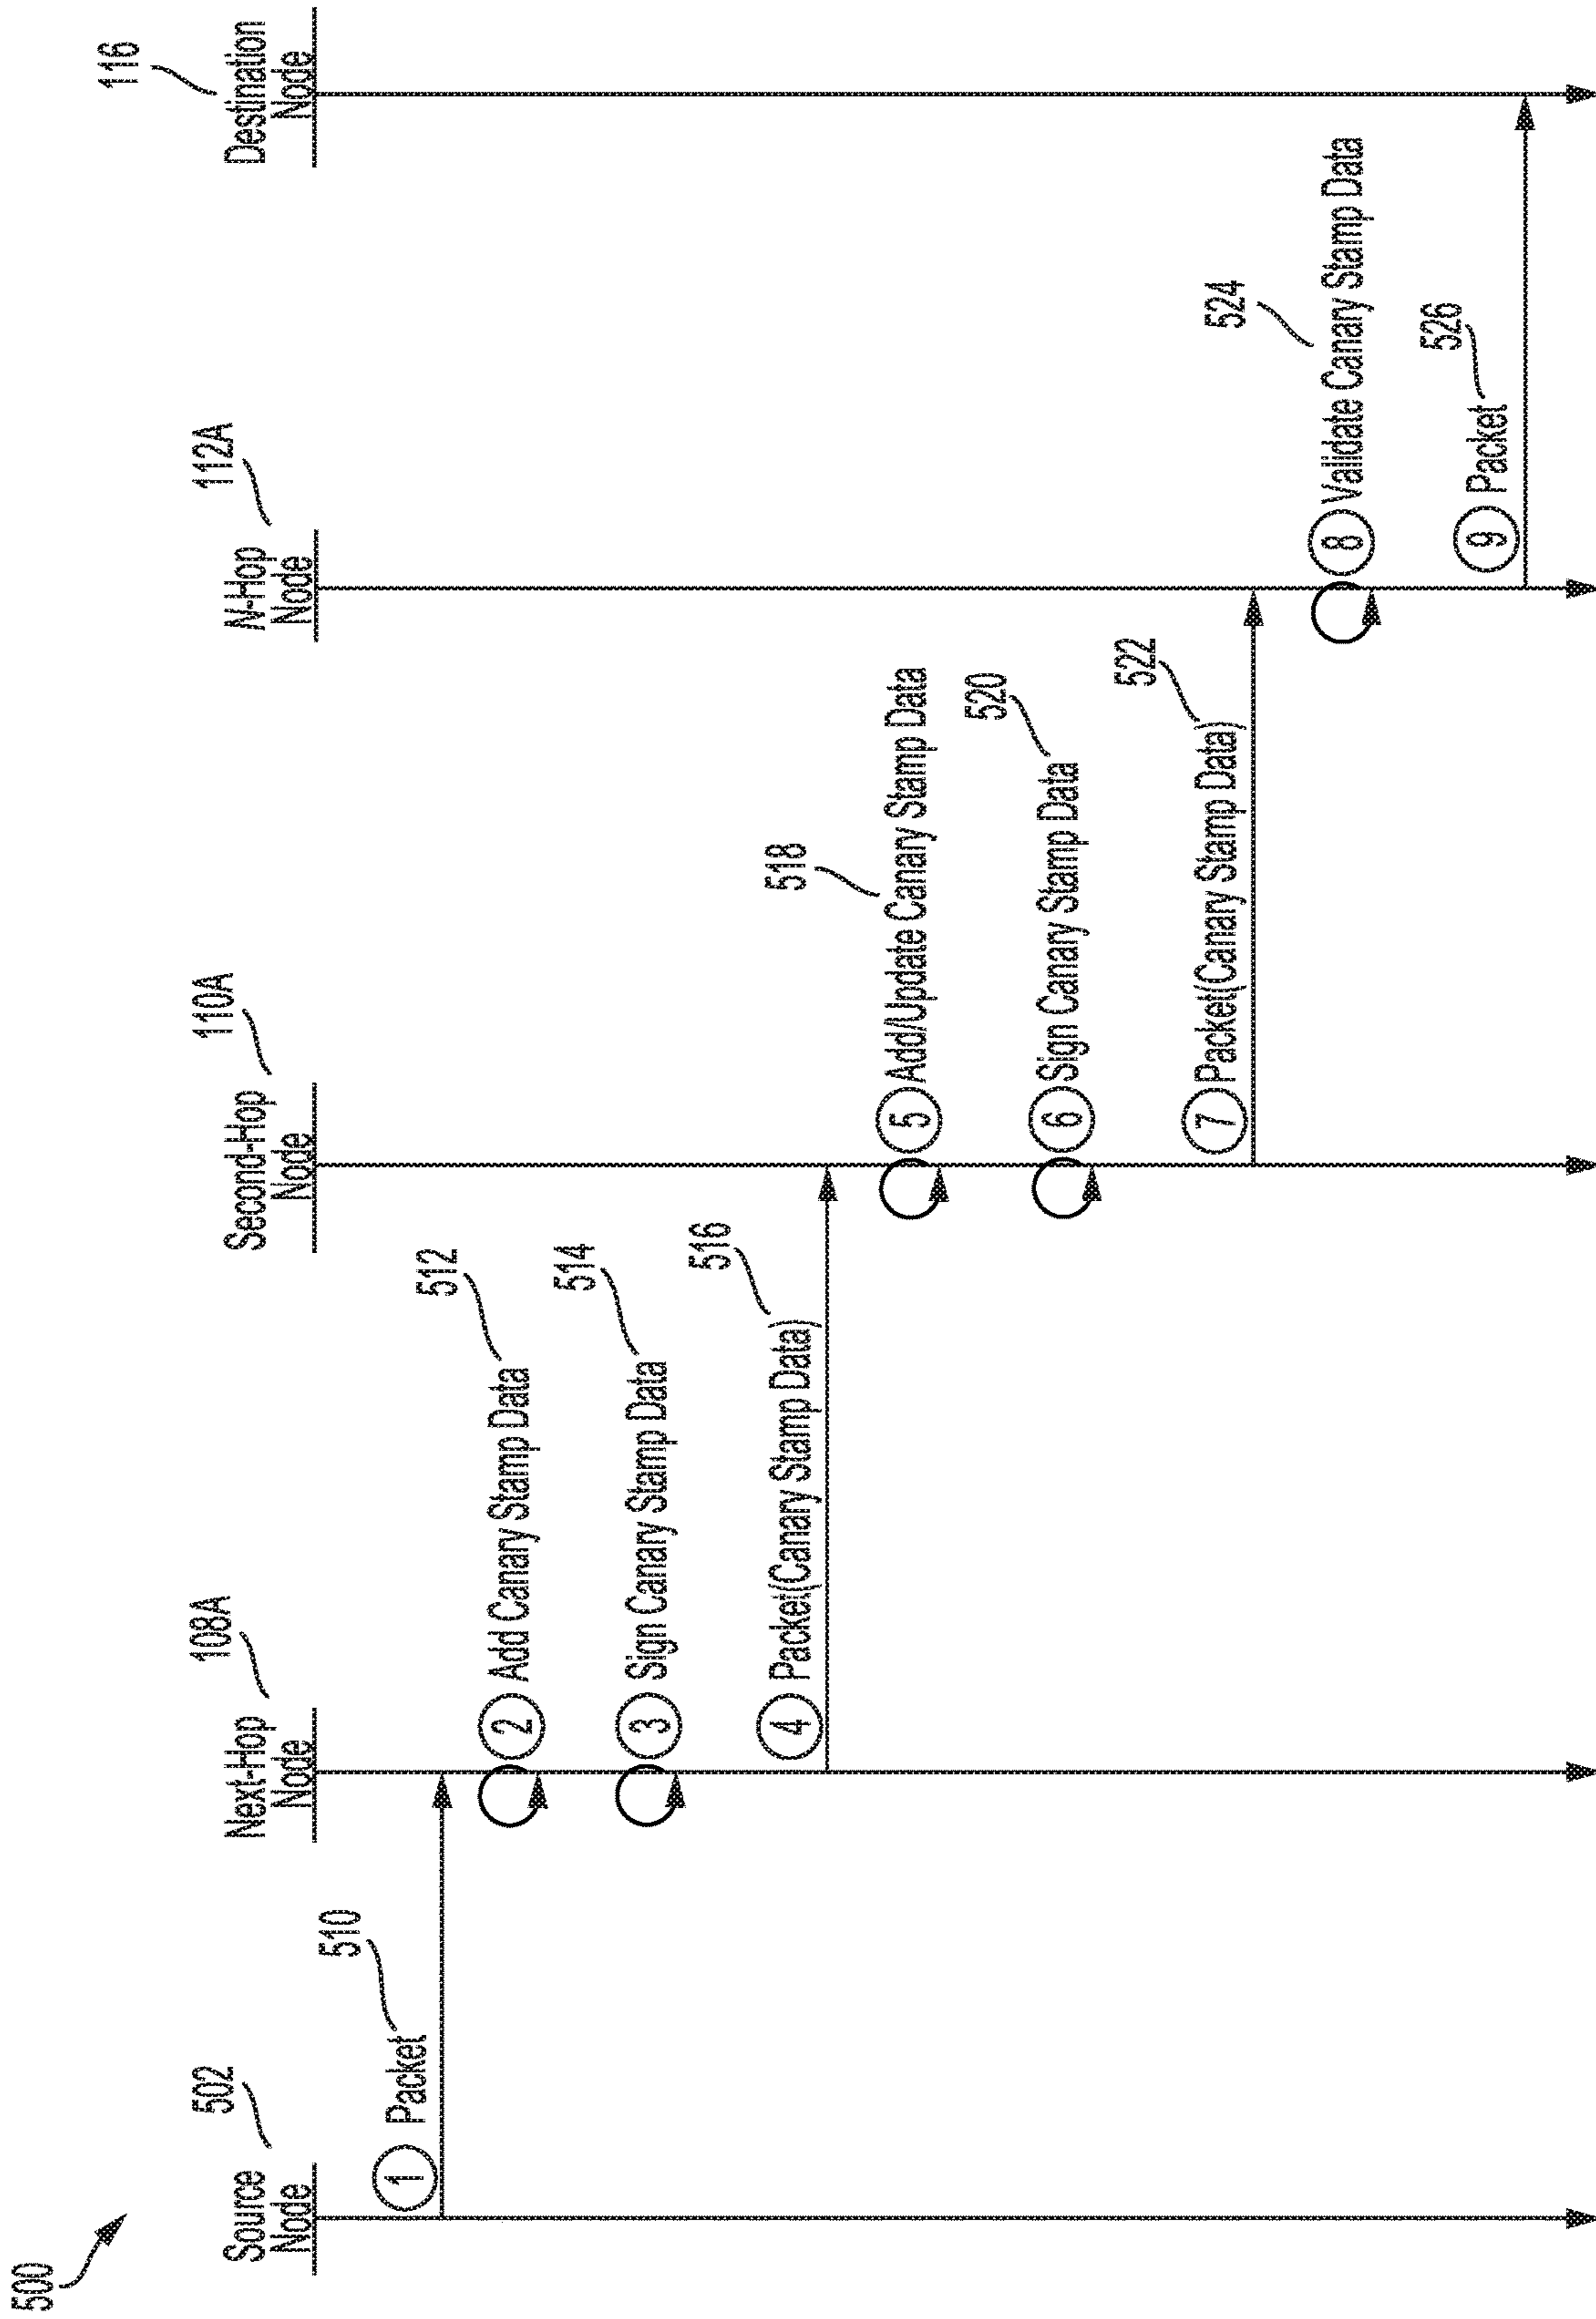 500
Source
Node
502
Next-Hop
Node
108A
Second-Hop
Node
110A
N-Hop
Node
112A
Destination
Node
116
1 Packet
510
2 Add Canary Stamp Data
512
3 Sign Canary Stamp Data
514
4 Packet(Canary Stamp Data)
516
5 Add/Update Canary Stamp Data
518
6 Sign Canary Stamp Data
520
7 Packet(Canary Stamp Data)
522
8 Validate Canary Stamp Data
524
9 Packet
526